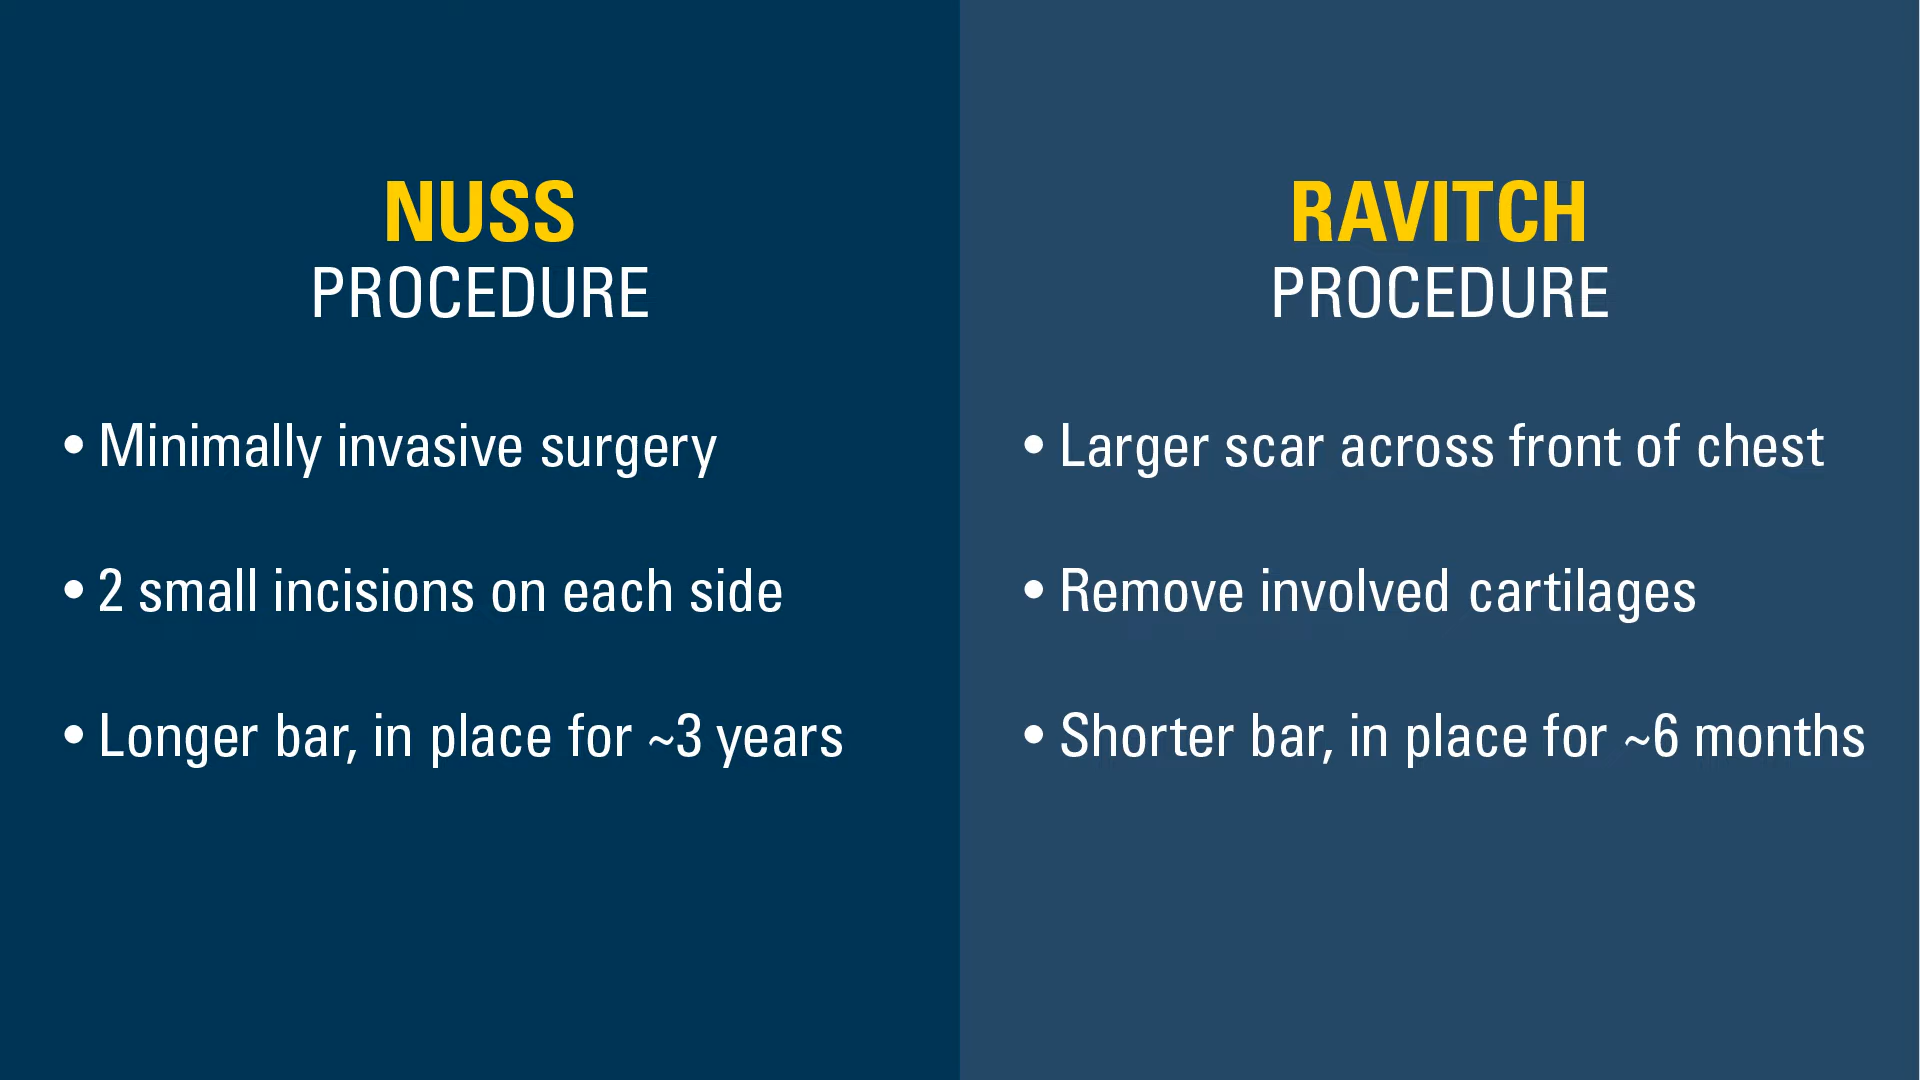 NUSS
PROCEDURE
• Minimally invasive surgery
• 2 small incisions on each side
• Longer bar, in place for ~3 years
RAVITCH
PROCEDURE
• Larger scar across front of chest
• Remove involved cartilages
• Shorter bar, in place for ~6 months